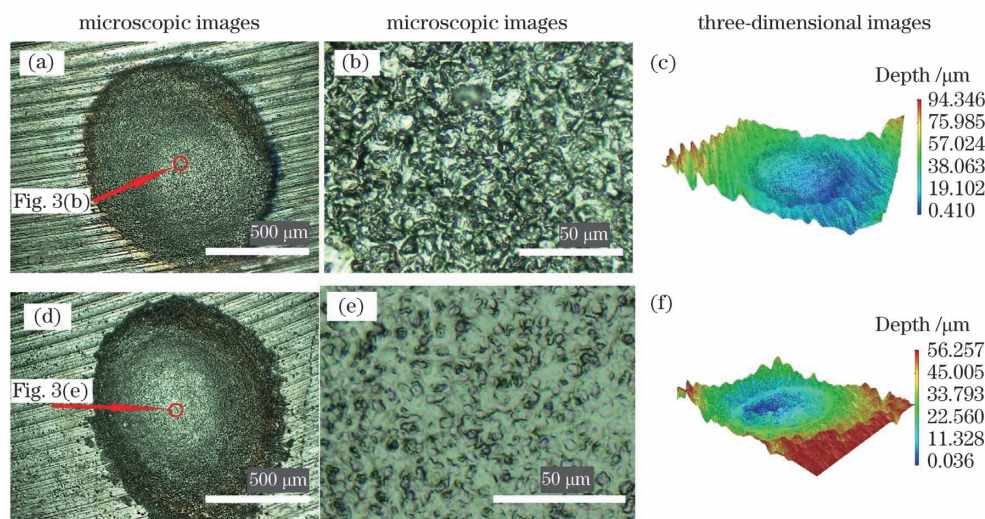 microscopic images
microscopic images
three-dimensional images
(a)
Fig. 3(b)
500 μm
(b)
50 μm
(c)
Depth /μm
94.346
75.985
57.024
38.063
19.102
0.410
(d)
Fig. 3(e)
500 μm
(e)
50 μm
(f)
Depth /μm
56.257
45.005
33.793
22.560
11.328
0.036